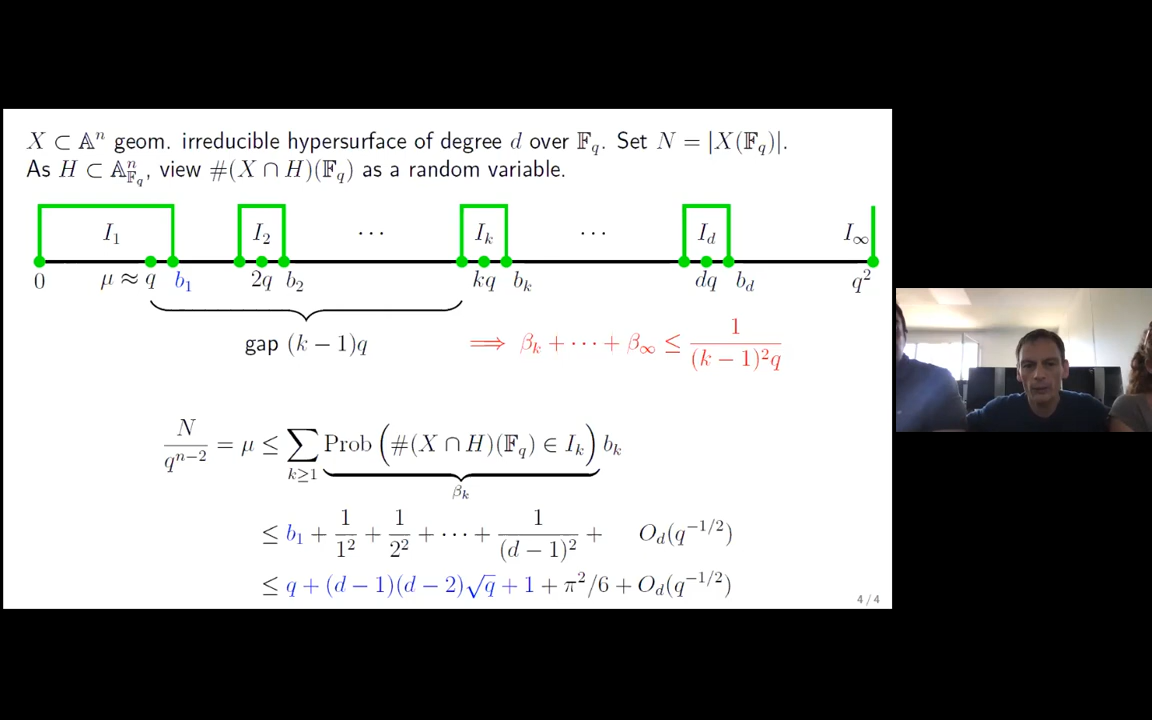 X ⊂ 𝔸ⁿ geom. irreducible hypersurface of degree d over 𝔽_q. Set N = |X(𝔽_q)|.
As H ⊂ 𝔸ⁿ_{𝔽_q}, view #(X ∩ H)(𝔽_q) as a random variable.
I₁ I₂ ⋯ I_k ⋯ I_d I_∞
0 μ ≈ q b₁ 2q b₂ kq b_k dq b_d q²
gap (k − 1)q ⟹ β_k + ⋯ + β_∞ ≤ 1/((k − 1)²q)
N/q^{n−2} = μ ≤ ∑_{k≥1} Prob (#(X ∩ H)(𝔽_q) ∈ I_k) b_k
β_k
≤ b₁ + 1/1² + 1/2² + ⋯ + 1/(d − 1)² + O_d(q^{−1/2})
≤ q + (d − 1)(d − 2)√q + 1 + π²/6 + O_d(q^{−1/2})
4 / 4